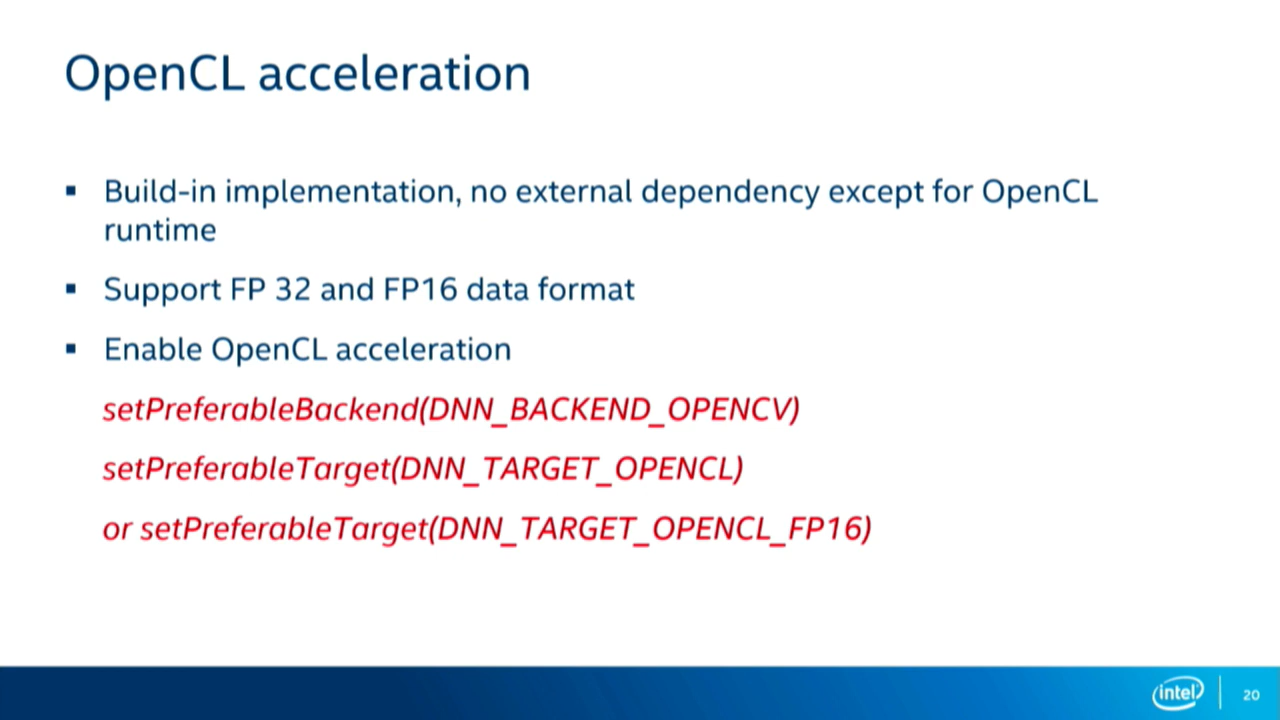 OpenCL acceleration
▪ Build-in implementation, no external dependency except for OpenCL
runtime
▪ Support FP 32 and FP16 data format
▪ Enable OpenCL acceleration
setPreferableBackend(DNN_BACKEND_OPENCV)
setPreferableTarget(DNN_TARGET_OPENCL)
or setPreferableTarget(DNN_TARGET_OPENCL_FP16)
intel
20